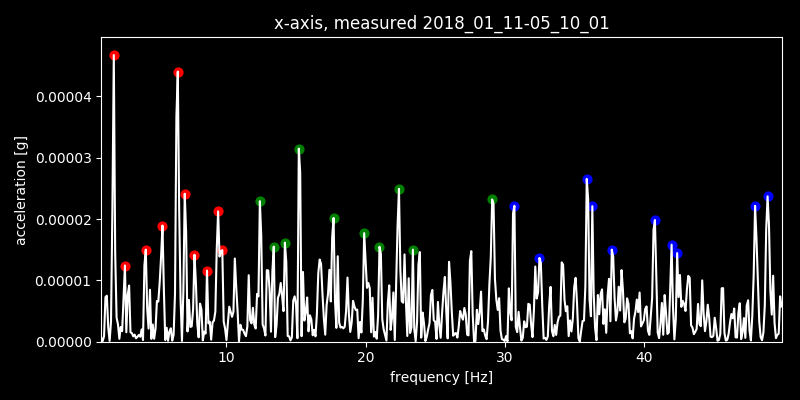 x-axis, measured 2018_01_11-05_10_01
0.00004
0.00003
0.00002
0.00001
0.00000
acceleration [g]
10 20 30 40
frequency [Hz]